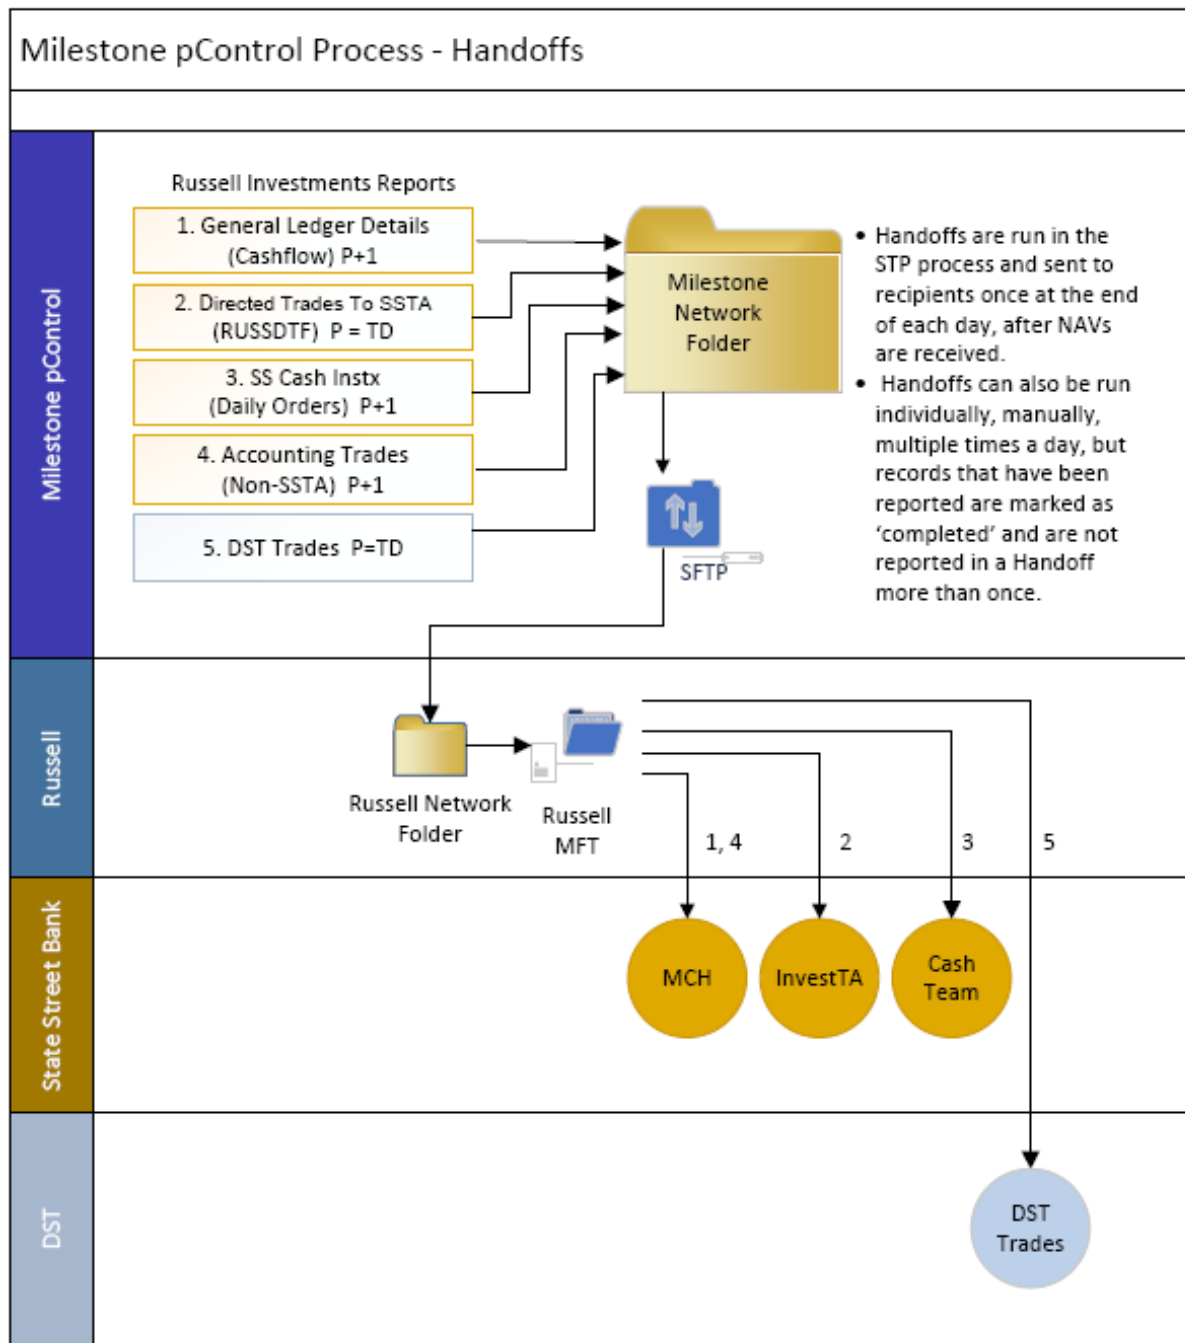 Milestone pControl Process - Handoffs
Milestone pControl
Russell Investments Reports
1. General Ledger Details
(Cashflow) P+1
2. Directed Trades To SSTA
(RUSSDTF) P = TD
3. SS Cash Instx
(Daily Orders) P+1
4. Accounting Trades
(Non-SSTA) P+1
5. DST Trades P=TD
Milestone
Network
Folder
SFTP
• Handoffs are run in the
STP process and sent to
recipients once at the end
of each day, after NAVs
are received.
• Handoffs can also be run
individually, manually,
multiple times a day, but
records that have been
reported are marked as
‘completed’ and are not
reported in a Handoff
more than once.
Russell
Russell Network
Folder
Russell
MFT
1, 4
2
3
5
State Street Bank
MCH
InvestTA
Cash
Team
DST
DST
Trades